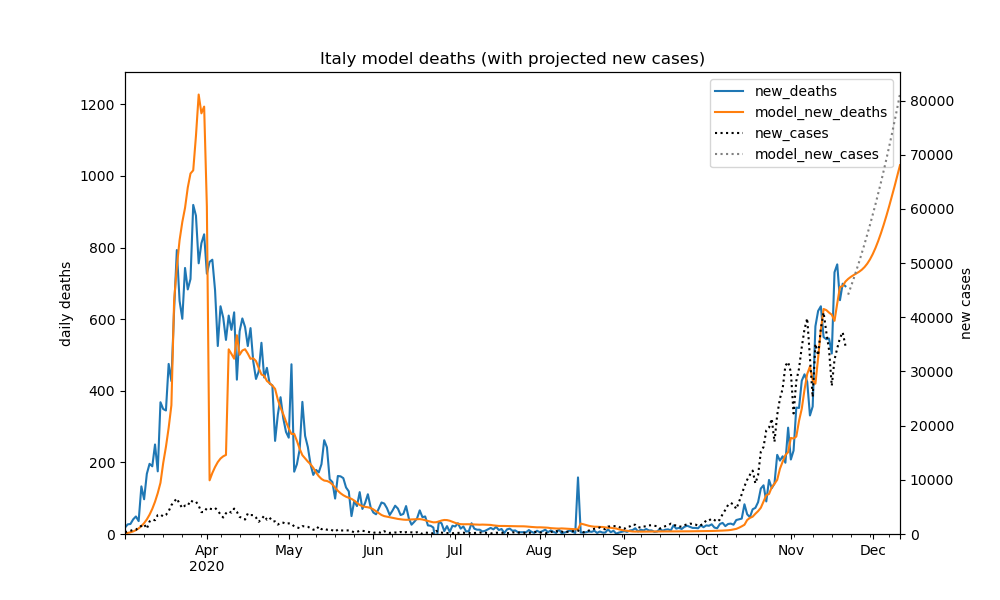 Italy model deaths (with projected new cases)
new_deaths
model_new_deaths
new_cases
model_new_cases
daily deaths
1200
1000
800
600
400
200
0
80000
70000
60000
50000
40000
30000
20000
10000
0
new cases
Apr
2020
May
Jun
Jul
Aug
Sep
Oct
Nov
Dec